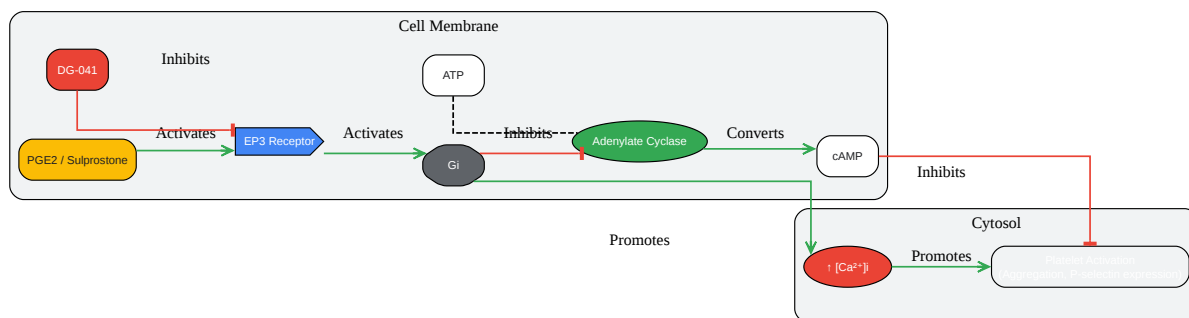 Cell Membrane
DG-041
Inhibits
ATP
PGE2 / Sulprostone
Activates
EP3 Receptor
Activates
Gi
Inhibits
Adenylate Cyclase
Converts
cAMP
Inhibits
Promotes
Cytosol
↑ [Ca²⁺]i
Promotes
Platelet Activation
(Aggregation, P-selectin expression)